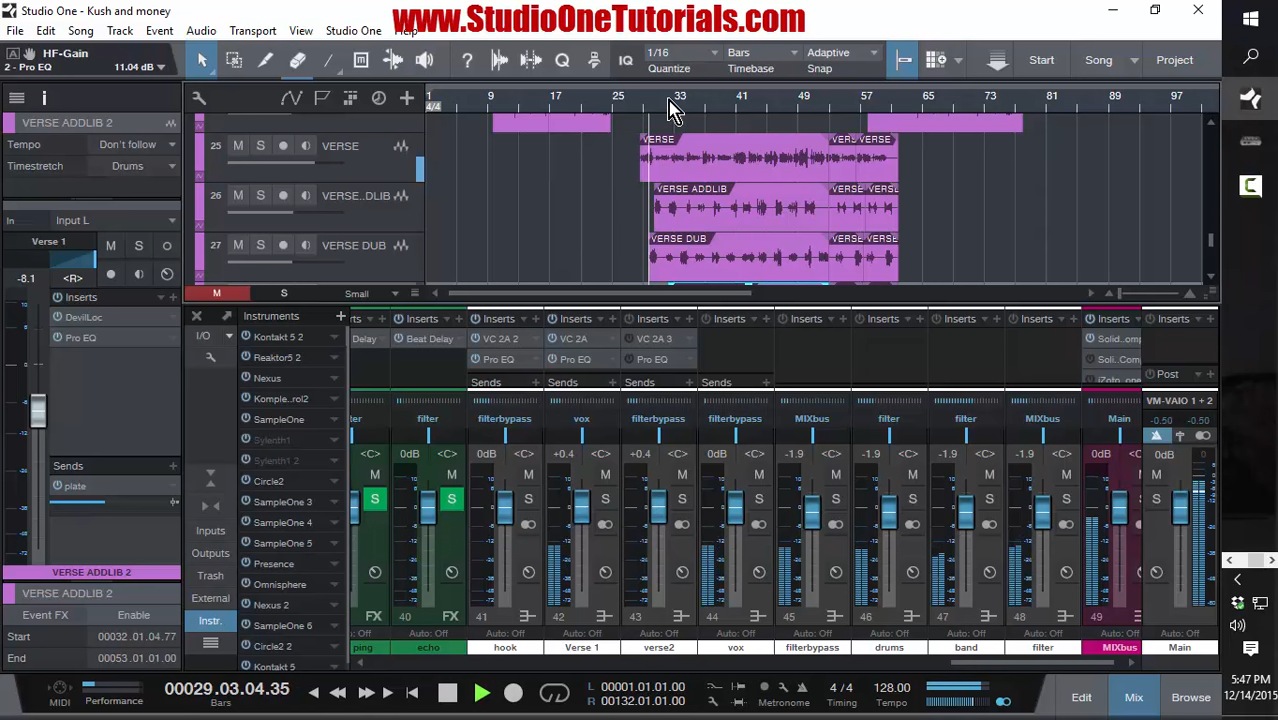 Studio One - Kush and money
www.StudioOneTutorials.com
File Edit Song Track Event Audio Transport View Studio One Help
HF-Gain
2 - Pro EQ 11.04 dB
IQ 1/16 Bars Adaptive
Quantize Timebase Snap
Start Song Project
1 9 17 25 33 41 49 57 65 73 81 89 97
4/4
VERSE ADDLIB 2
Tempo Don't follow
Timestretch Drums
25 M S VERSE
VERSE VERSE VERSE
26 M S VERSE..DLIB
VERSE ADDLIB
27 M S VERSE DUB
VERSE DUB
In Input L
Verse 1 M S
-8.1 <R>
M S Small
Inserts
DevilLoc
Pro EQ
Sends
plate
VERSE ADDLIB 2
VERSE ADDLIB 2
Event FX Enable
Start 00032.01.04.77
End 00053.01.01.00
Instruments
I/O
Kontakt 5 2
Reaktor5 2
Nexus
Komple..rol2
SampleOne
Sylenth1
Sylenth1 2
Circle2
SampleOne 3
SampleOne 4
SampleOne 5
Presence
Omnisphere
Nexus 2
SampleOne 6
Circle2 2
Kontakt 5
Inputs
Outputs
Trash
External
Instr.
Inserts Inserts Inserts Inserts Inserts Inserts Inserts Inserts Inserts Inserts
Delay Beat Delay VC 2A 2 VC 2A VC 2A 3 Solid..omp
Pro EQ Pro EQ Pro EQ Soli..Comp
Sends Sends Sends Sends iZoto_one
Post
VM-VAIO 1 + 2
filter filterbypass vox filterbypass filterbypass MIXbus filter filter MIXbus Main
-0.50 -0.50
<C> 0dB <C> 0dB <C> +0.4 <C> +0.4 <C> 0dB <C> -1.9 <C> -1.9 <C> -1.9 <C> -1.9 <C> 0dB 0dB
FX 40 FX 41 42 43 44 45 46 47 48 49
Auto: Off Auto: Off Auto: Off Auto: Off Auto: Off Auto: Off Auto: Off Auto: Off Auto: Off Auto: Off Auto: Off
ping echo hook Verse 1 verse2 vox filterbypass drums band filter MIXbus Main
MIDI Performance
00029.03.04.35
Bars
L 00001.01.01.00
R 00132.01.01.00
Metronome
4 / 4
Timing
128.00
Tempo
Edit Mix Browse
5:47 PM
12/14/2015